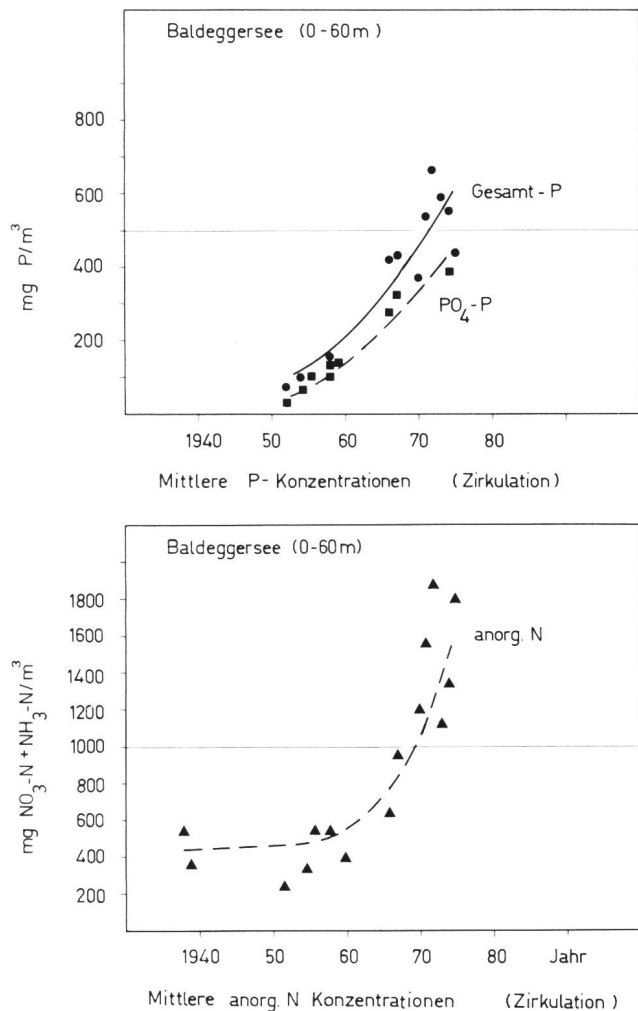 Baldeggersee (0-60m)
800
600
400
200
mg P/m³
Gesamt-P
PO₄-P
1940 50 60 70 80
Mittlere P-Konzentrationen (Zirkulation)
Baldeggersee (0-60m)
1800
1600
1400
1200
1000
800
600
400
200
mg NO₃-N + NH₃-N/m³
anorg. N
1940 50 60 70 80 Jahr
Mittlere anorg. N Konzentrationen (Zirkulation)